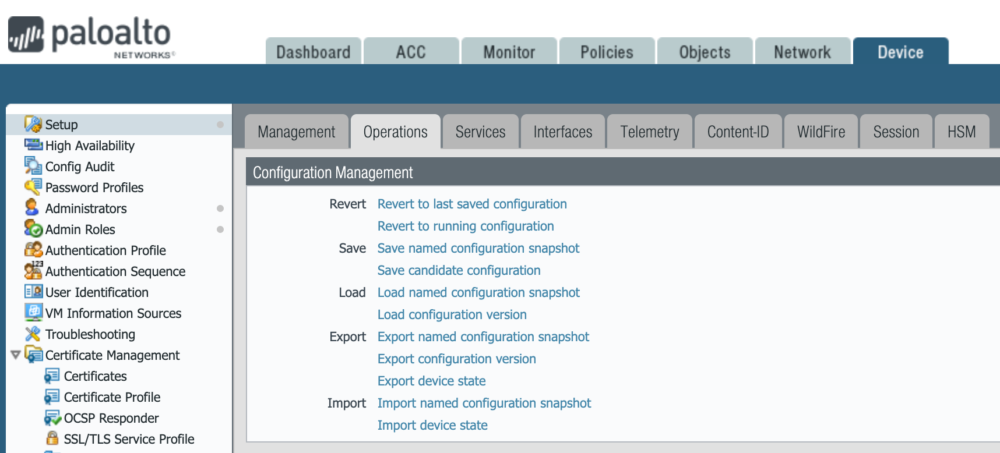 paloalto
NETWORKS®
Dashboard ACC Monitor Policies Objects Network Device
Setup
High Availability
Config Audit
Password Profiles
Administrators
Admin Roles
Authentication Profile
123
Authentication Sequence
User Identification
VM Information Sources
Troubleshooting
Certificate Management
Certificates
Certificate Profile
OCSP Responder
SSL/TLS Service Profile
Management Operations Services Interfaces Telemetry Content-ID WildFire Session HSM
Configuration Management
Revert Revert to last saved configuration
Revert to running configuration
Save Save named configuration snapshot
Save candidate configuration
Load Load named configuration snapshot
Load configuration version
Export Export named configuration snapshot
Export configuration version
Export device state
Import Import named configuration snapshot
Import device state